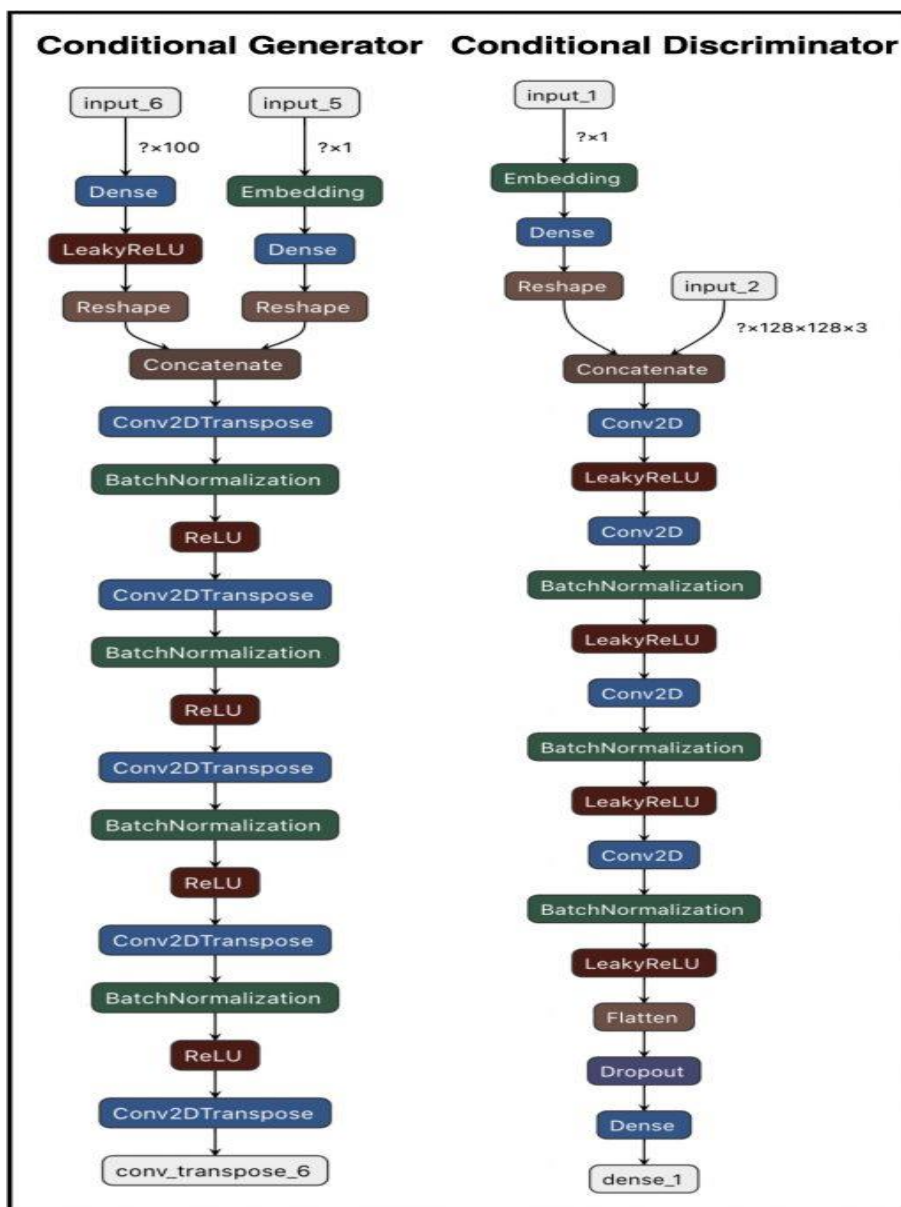 Conditional Generator
input_6
input_5
?×100
?×1
Dense
Embedding
LeakyReLU
Dense
Reshape
Reshape
Concatenate
Conv2DTranspose
BatchNormalization
ReLU
Conv2DTranspose
BatchNormalization
ReLU
Conv2DTranspose
BatchNormalization
ReLU
Conv2DTranspose
BatchNormalization
ReLU
Conv2DTranspose
conv_transpose_6
Conditional Discriminator
input_1
?×1
Embedding
Dense
Reshape
input_2
?×128×128×3
Concatenate
Conv2D
LeakyReLU
Conv2D
BatchNormalization
LeakyReLU
Conv2D
BatchNormalization
LeakyReLU
Conv2D
BatchNormalization
LeakyReLU
Flatten
Dropout
Dense
dense_1